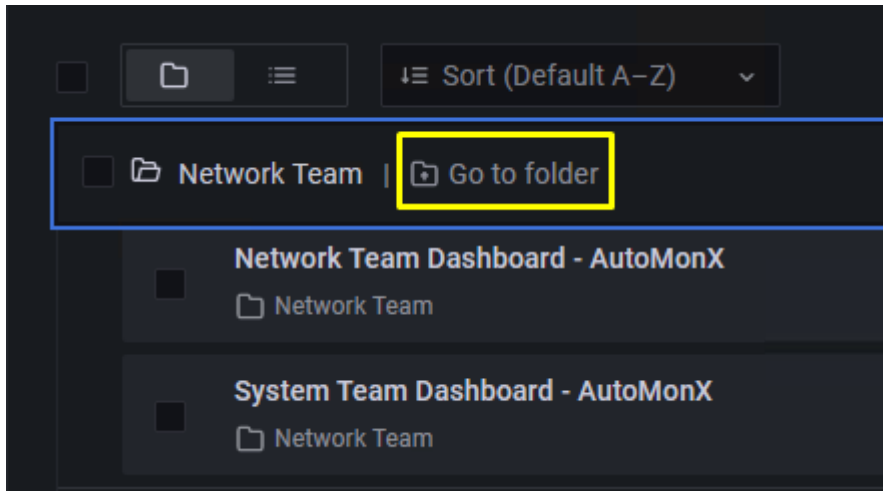 Sort (Default A–Z)
Network Team | Go to folder
Network Team Dashboard - AutoMonX
Network Team
System Team Dashboard - AutoMonX
Network Team